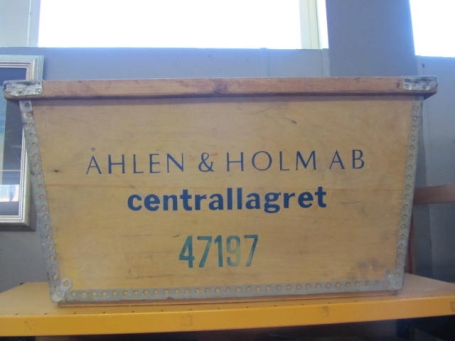 ÅHLEN & HOLM AB
centrallagret
47197